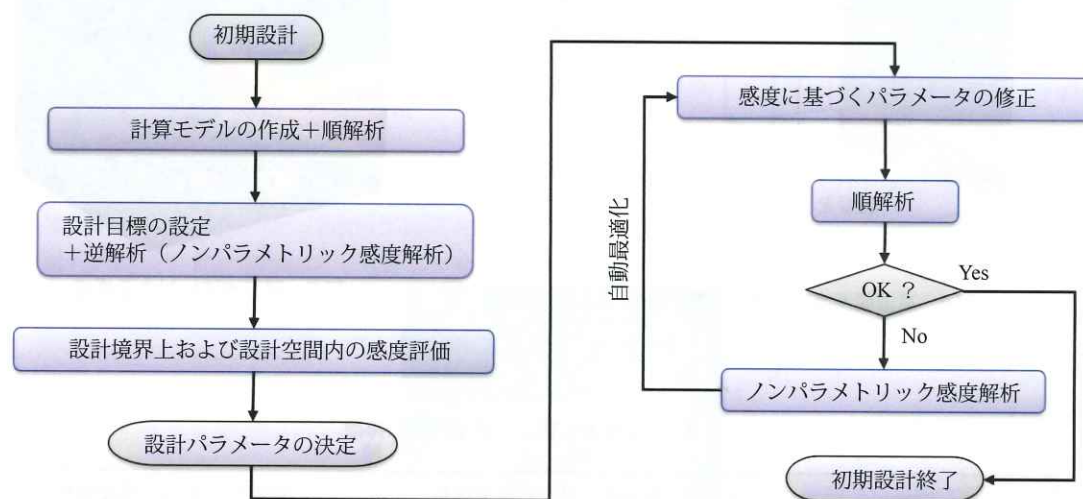 初期設計
計算モデルの作成+順解析
設計目標の設定
+逆解析(ノンパラメトリック感度解析)
設計境界上および設計空間内の感度評価
設計パラメータの決定
感度に基づくパラメータの修正
順解析
OK ?
Yes
No
ノンパラメトリック感度解析
自動最適化
初期設計終了